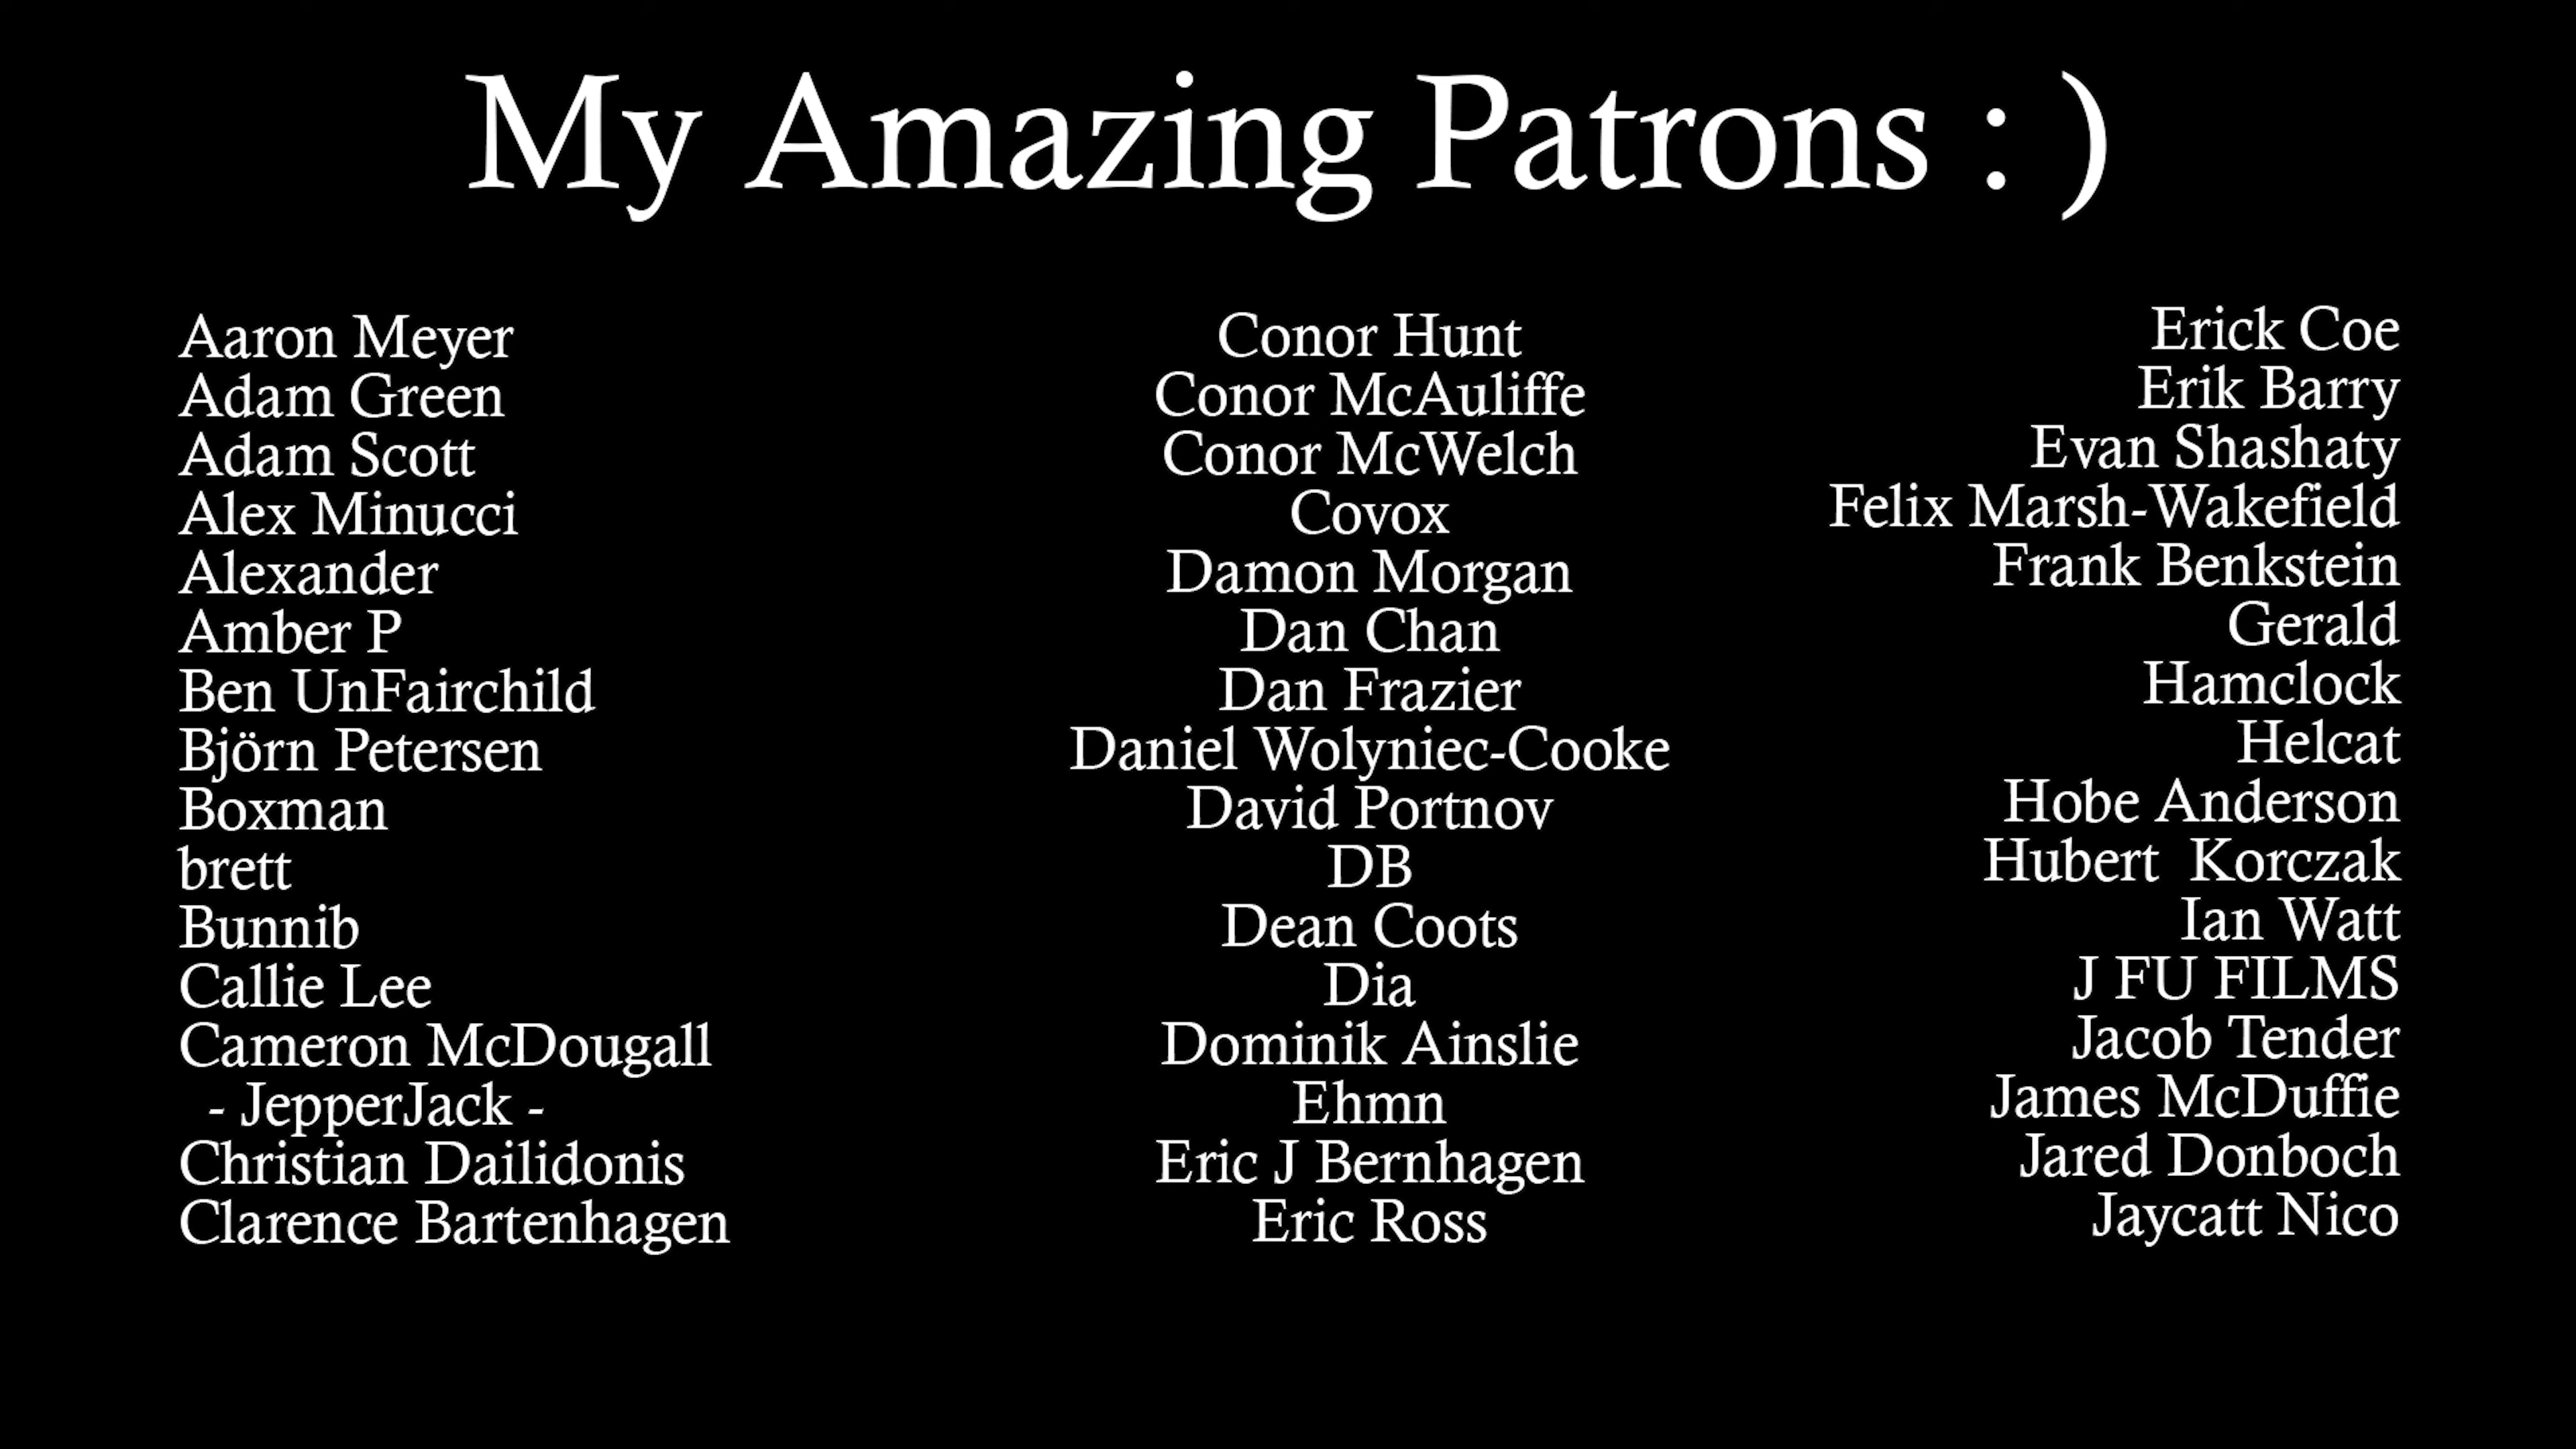 My Amazing Patrons : )
Aaron Meyer
Adam Green
Adam Scott
Alex Minucci
Alexander
Amber P
Ben UnFairchild
Björn Petersen
Boxman
brett
Bunnib
Callie Lee
Cameron McDougall
- JepperJack -
Christian Dailidonis
Clarence Bartenhagen
Conor Hunt
Conor McAuliffe
Conor McWelch
Covox
Damon Morgan
Dan Chan
Dan Frazier
Daniel Wolyniec-Cooke
David Portnov
DB
Dean Coots
Dia
Dominik Ainslie
Ehmn
Eric J Bernhagen
Eric Ross
Erick Coe
Erik Barry
Evan Shashaty
Felix Marsh-Wakefield
Frank Benkstein
Gerald
Hamclock
Helcat
Hobe Anderson
Hubert  Korczak
Ian Watt
J FU FILMS
Jacob Tender
James McDuffie
Jared Donboch
Jaycatt Nico